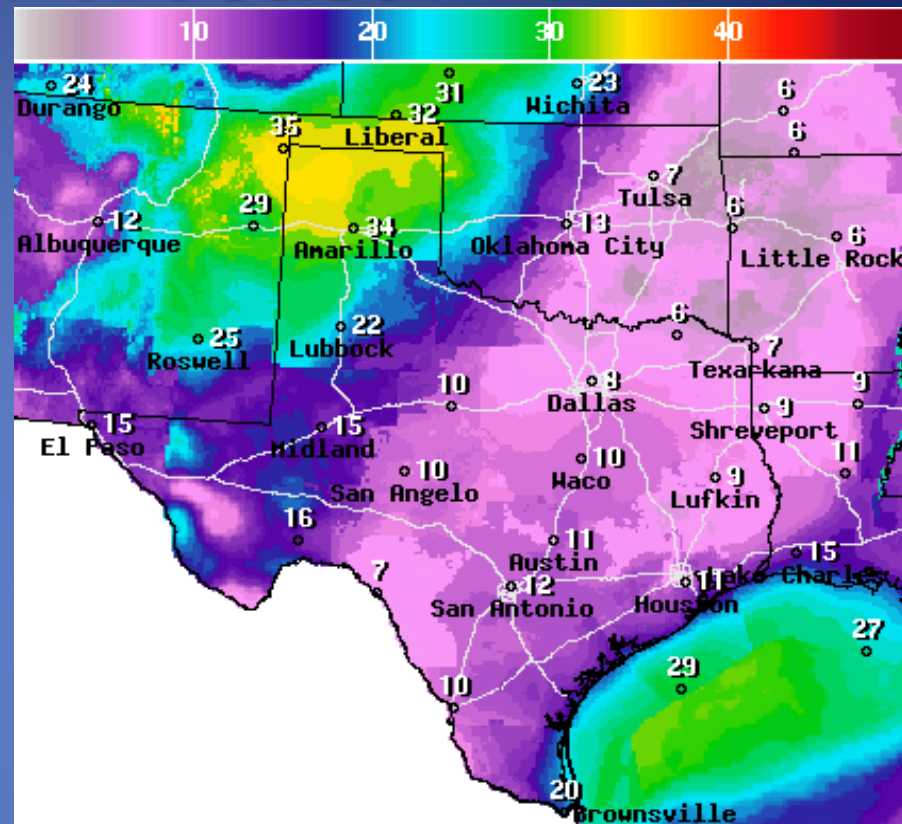 10 20 30 40
31
24 32 23 6
Durango Liberal Wichita
35 6
7
Tulsa
12 29 34 13 6 6
Albuquerque Amarillo Oklahoma City Little Rock
25 22 6 7
Roswell Lubbock Texarkana
10 8 9 9
Dallas Shreveport
15 15
El Paso Midland
10 10 9 11
San Angelo Waco Lufkin
16 11 15
Austin Lake Charles
7 12 11
San Antonio Houston
27
29
10
20
Brownsville